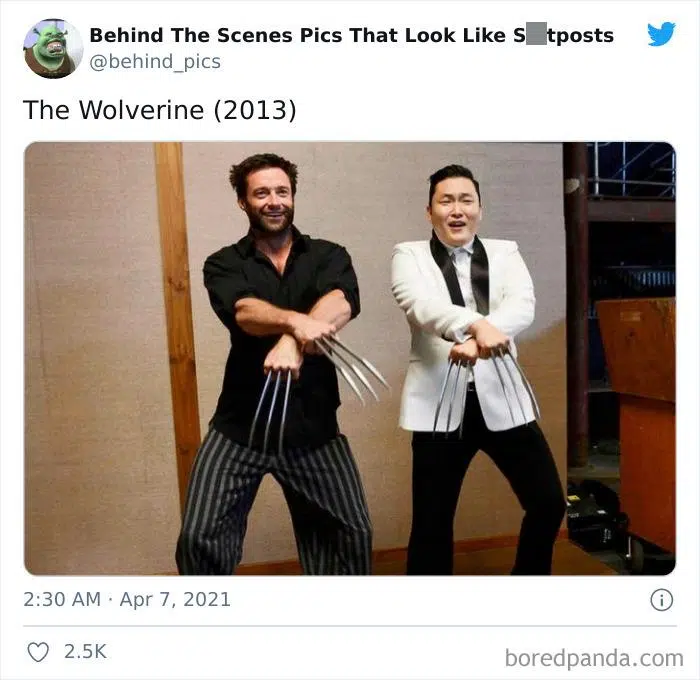 Behind The Scenes Pics That Look Like S tposts
@behind_pics
The Wolverine (2013)
2:30 AM · Apr 7, 2021
2.5K
boredpanda.com